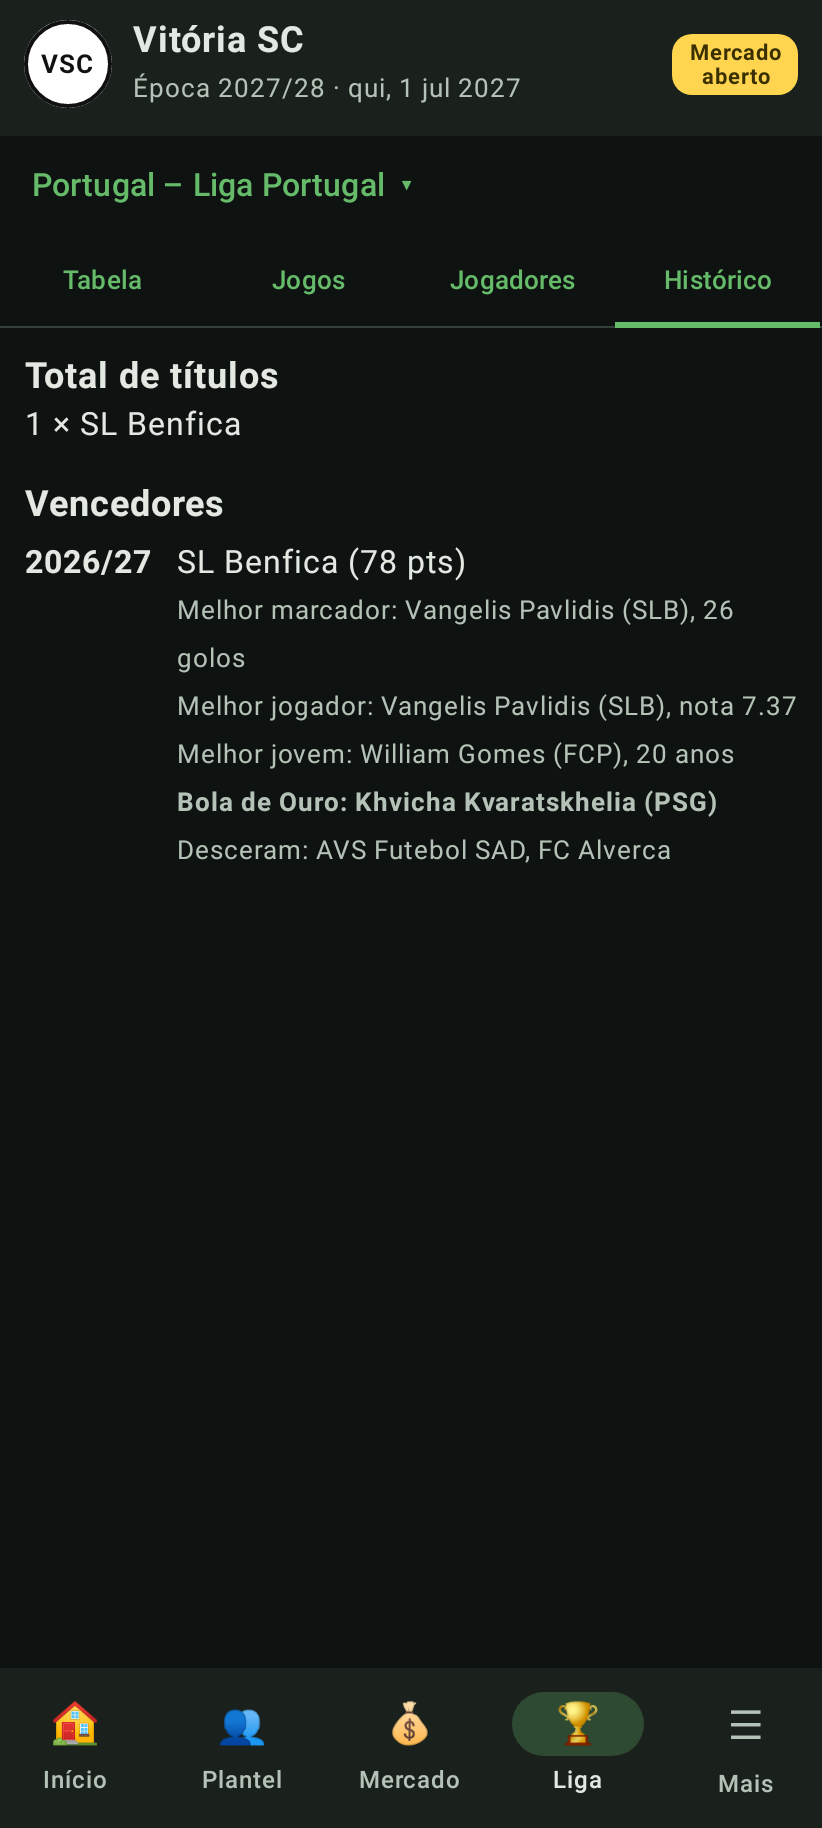 VSC
Vitória SC
Época 2027/28 · qui, 1 jul 2027
Mercado
aberto
Portugal – Liga Portugal ▾
Tabela
Jogos
Jogadores
Histórico
Total de títulos
1 × SL Benfica
Vencedores
2026/27 SL Benfica (78 pts)
Melhor marcador: Vangelis Pavlidis (SLB), 26
golos
Melhor jogador: Vangelis Pavlidis (SLB), nota 7.37
Melhor jovem: William Gomes (FCP), 20 anos
Bola de Ouro: Khvicha Kvaratskhelia (PSG)
Desceram: AVS Futebol SAD, FC Alverca
Início
Plantel
Mercado
Liga
Mais